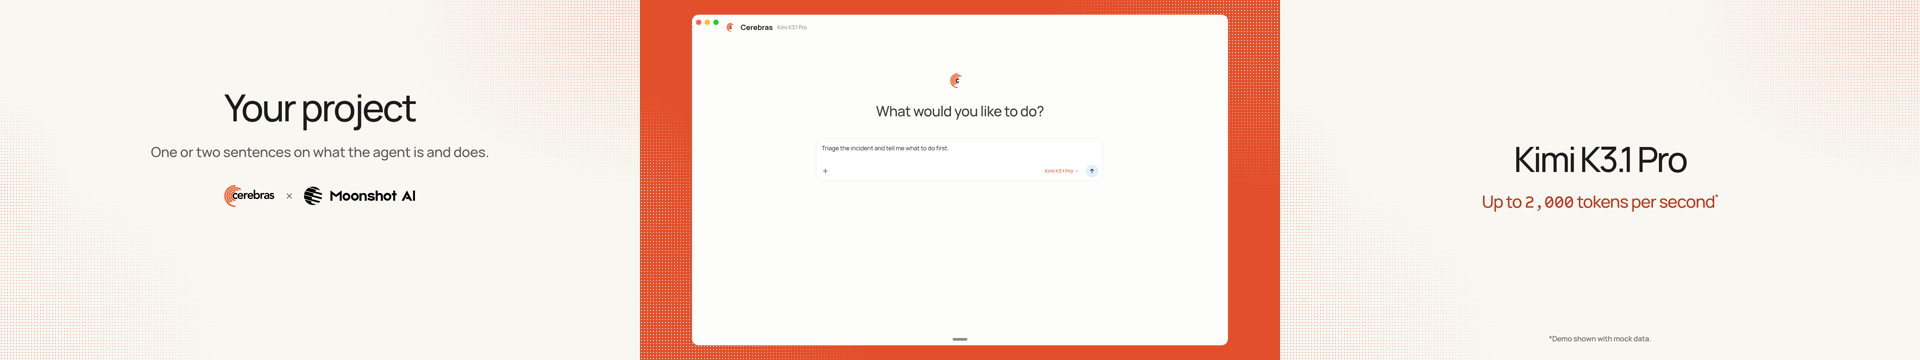 Your project
One or two sentences on what the agent is and does.
cerebras × Moonshot AI
Cerebras Kimi K3.1 Pro
What would you like to do?
Triage the incident and tell me what to do first.
+ Kimi K3.1 Pro
Kimi K3.1 Pro
Up to 2,000 tokens per second*
*Demo shown with mock data.